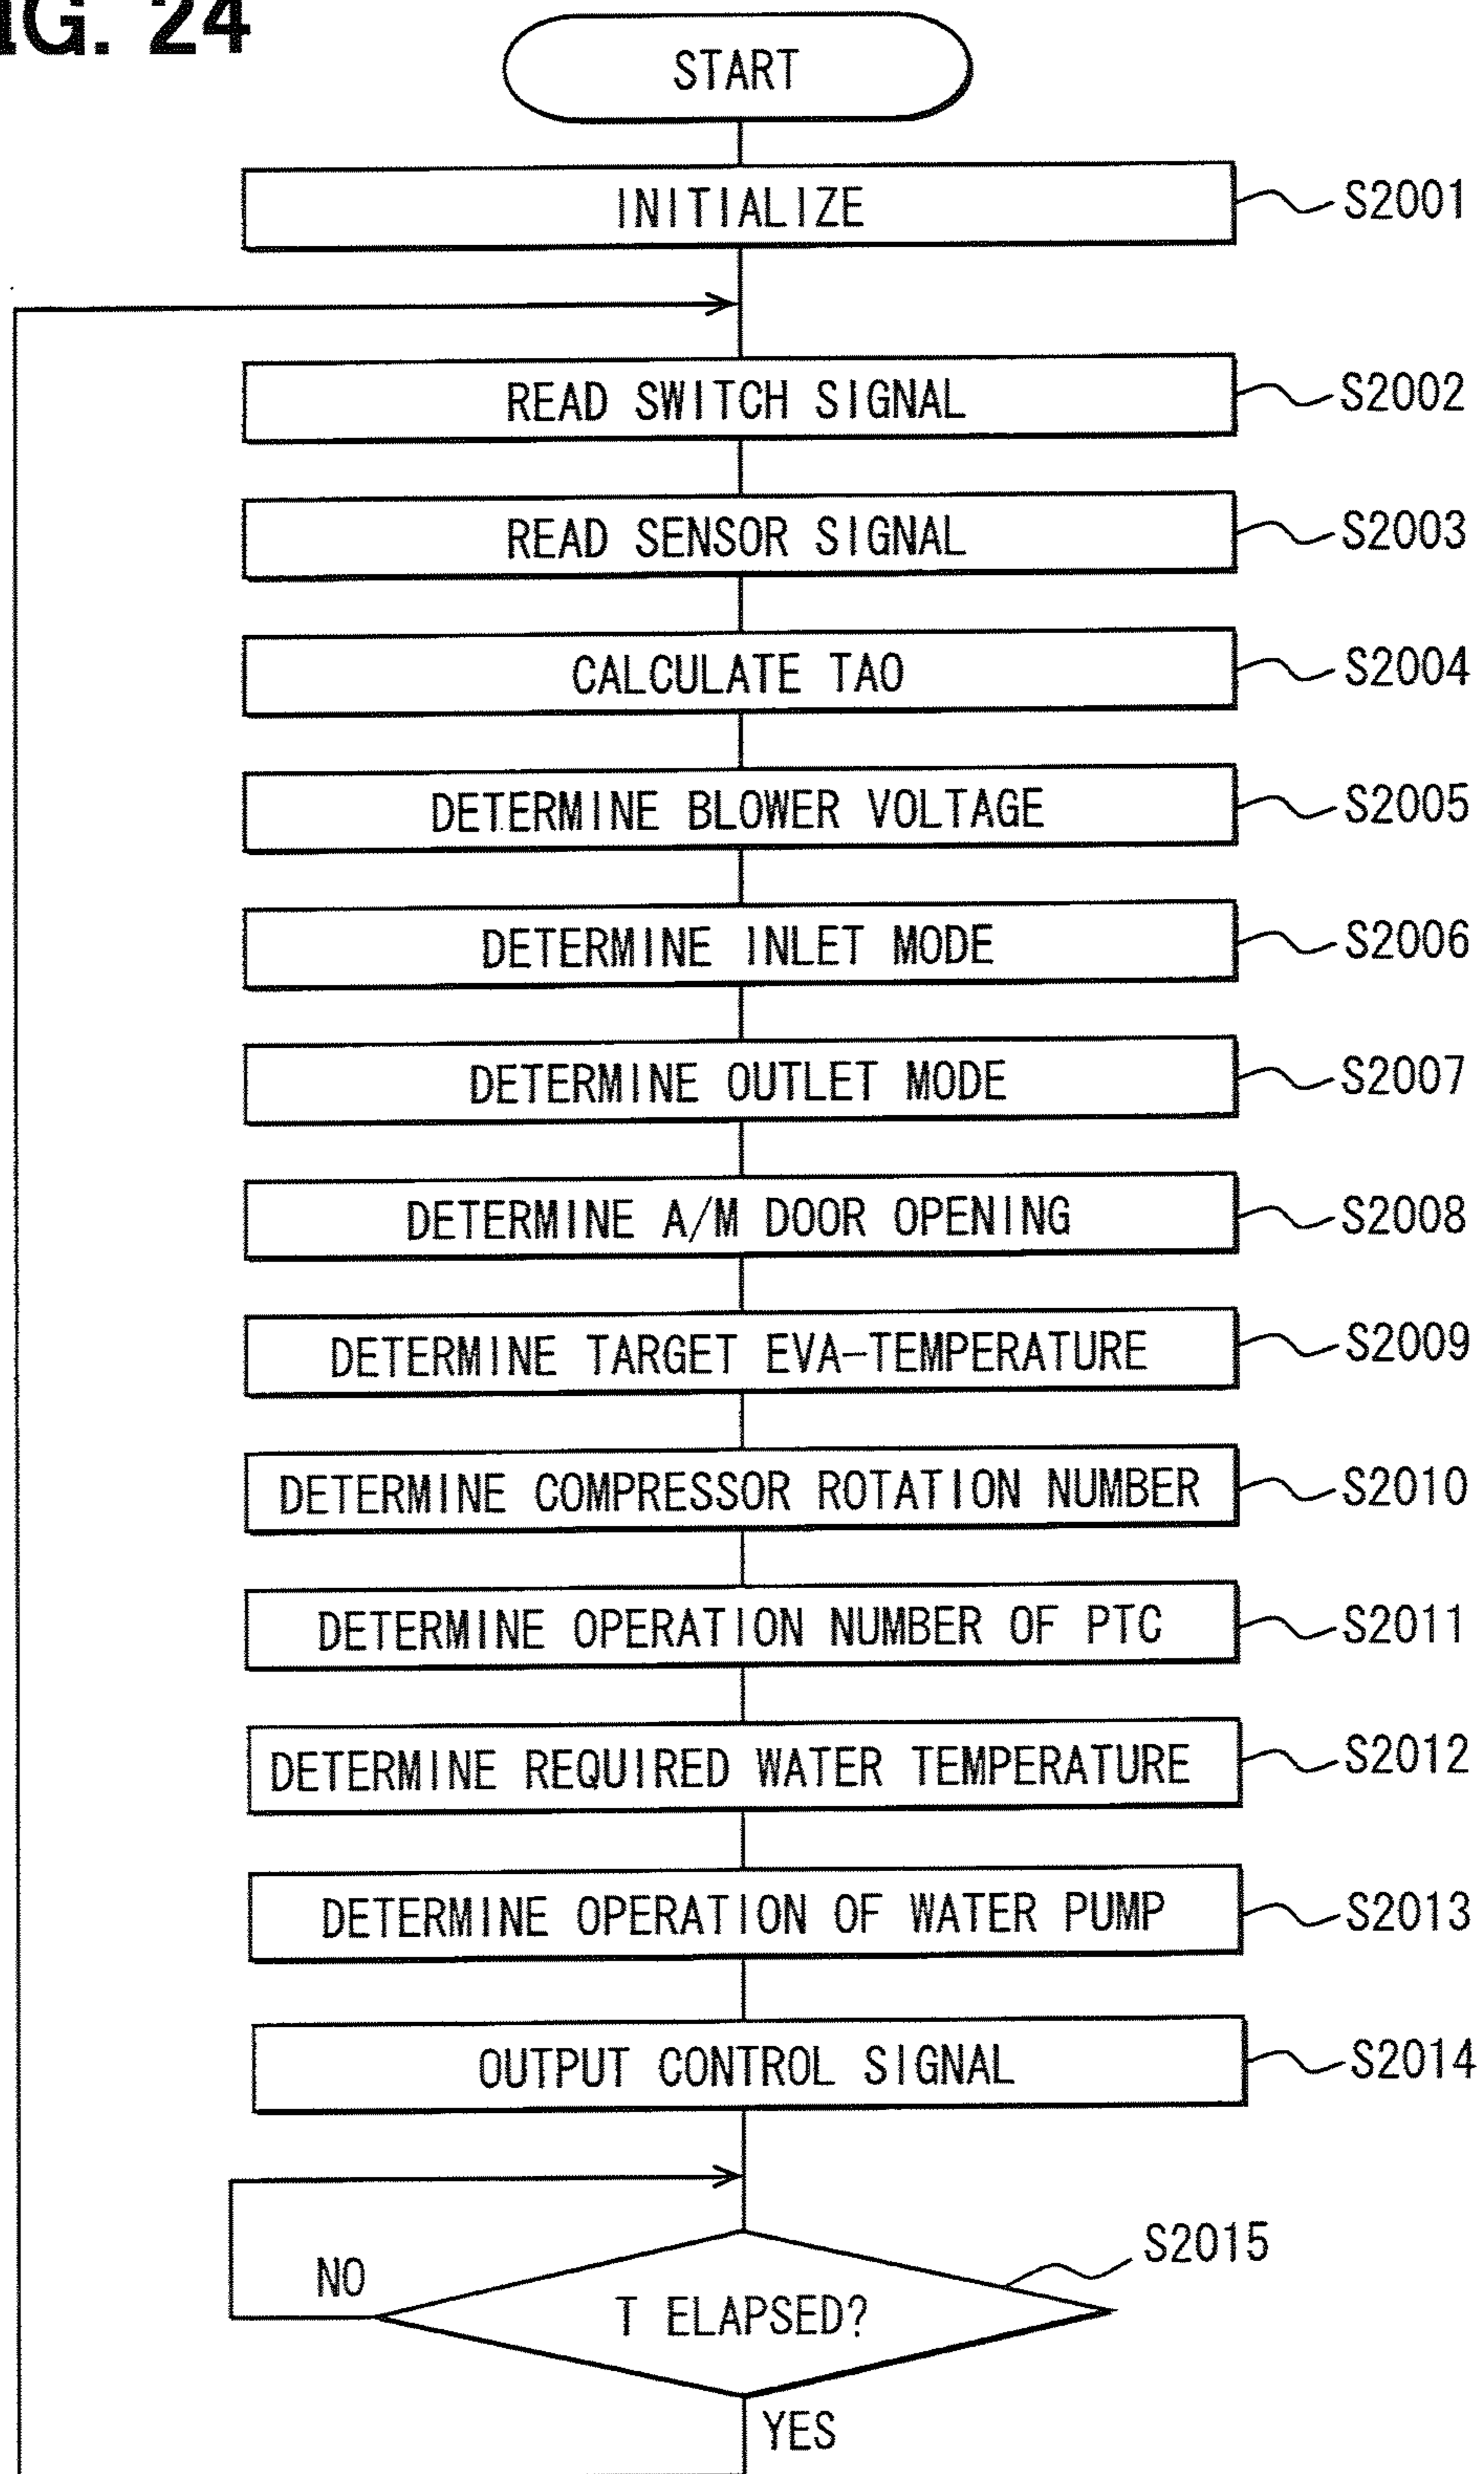 IG. 24
START
INITIALIZE S2001
READ SWITCH SIGNAL S2002
READ SENSOR SIGNAL S2003
CALCULATE TAO S2004
DETERMINE BLOWER VOLTAGE S2005
DETERMINE INLET MODE S2006
DETERMINE OUTLET MODE S2007
DETERMINE A/M DOOR OPENING S2008
DETERMINE TARGET EVA-TEMPERATURE S2009
DETERMINE COMPRESSOR ROTATION NUMBER S2010
DETERMINE OPERATION NUMBER OF PTC S2011
DETERMINE REQUIRED WATER TEMPERATURE S2012
DETERMINE OPERATION OF WATER PUMP S2013
OUTPUT CONTROL SIGNAL S2014
S2015
NO
T ELAPSED?
YES